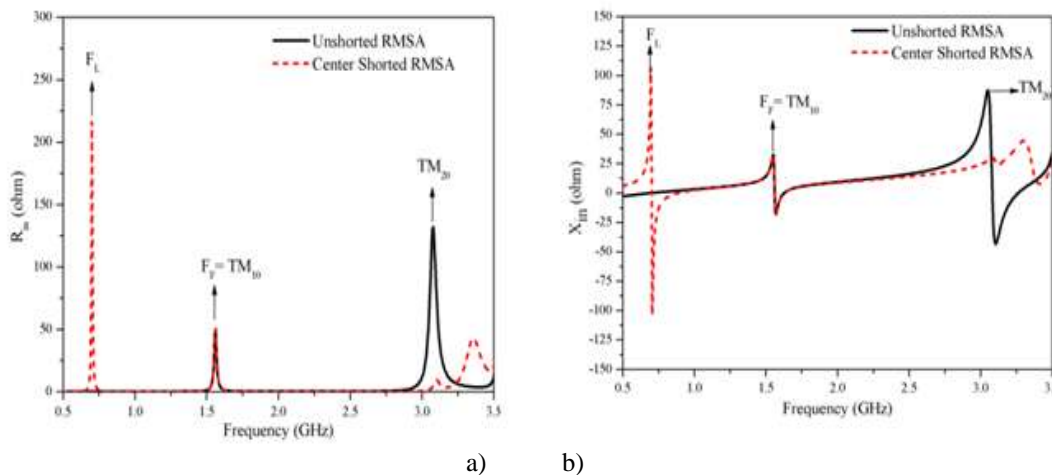 300
250
200
150
100
50
0
R_in (ohm)
F_L
F_F= TM_10
TM_20
Unshorted RMSA
Center Shorted RMSA
0.5 1.0 1.5 2.0 2.5 3.0 3.5
Frequency (GHz)
150
125
100
75
50
25
0
-25
-50
-75
-100
-125
-150
X_in (ohm)
F_L
F_F= TM_10
TM_20
Unshorted RMSA
Center Shorted RMSA
0.5 1.0 1.5 2.0 2.5 3.0 3.5
Frequency (GHz)
a) b)